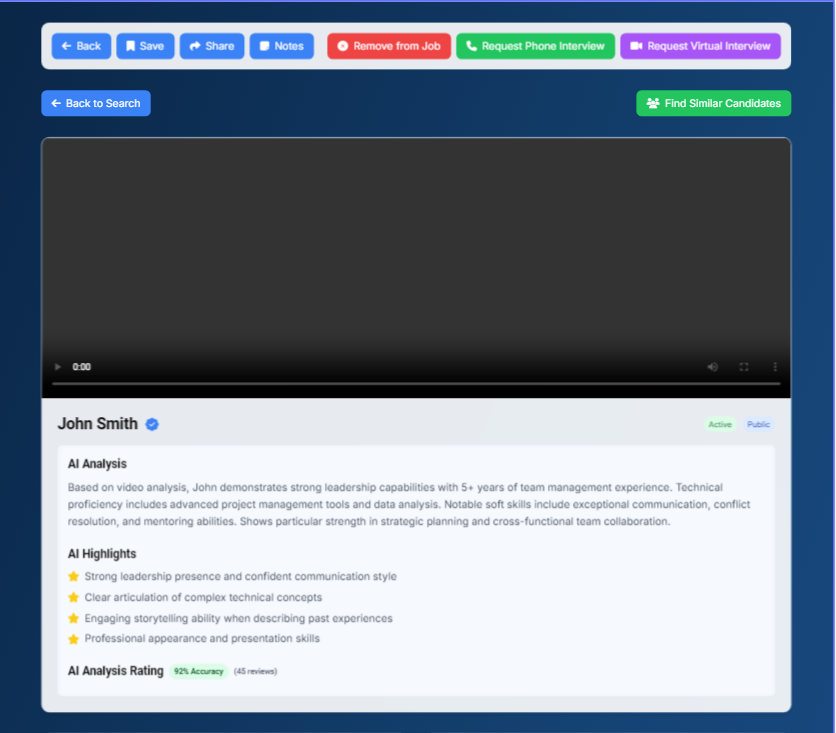 Back Save Share Notes Remove from Job Request Phone Interview Request Virtual Interview
Back to Search Find Similar Candidates
0:00
John Smith Active Public
AI Analysis
Based on video analysis, John demonstrates strong leadership capabilities with 5+ years of team management experience. Technical
proficiency includes advanced project management tools and data analysis. Notable soft skills include exceptional communication, conflict
resolution, and mentoring abilities. Shows particular strength in strategic planning and cross-functional team collaboration.
AI Highlights
Strong leadership presence and confident communication style
Clear articulation of complex technical concepts
Engaging storytelling ability when describing past experiences
Professional appearance and presentation skills
AI Analysis Rating 92% Accuracy (45 reviews)